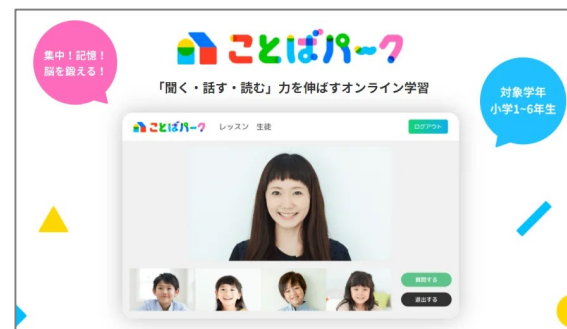 集中！記憶！
脳を鍛える！
ことばパーク
「聞く・話す・読む」力を伸ばすオンライン学習
対象学年
小学1~6年生
ことばパーク レッスン 生徒
ログアウト
質問する
退出する